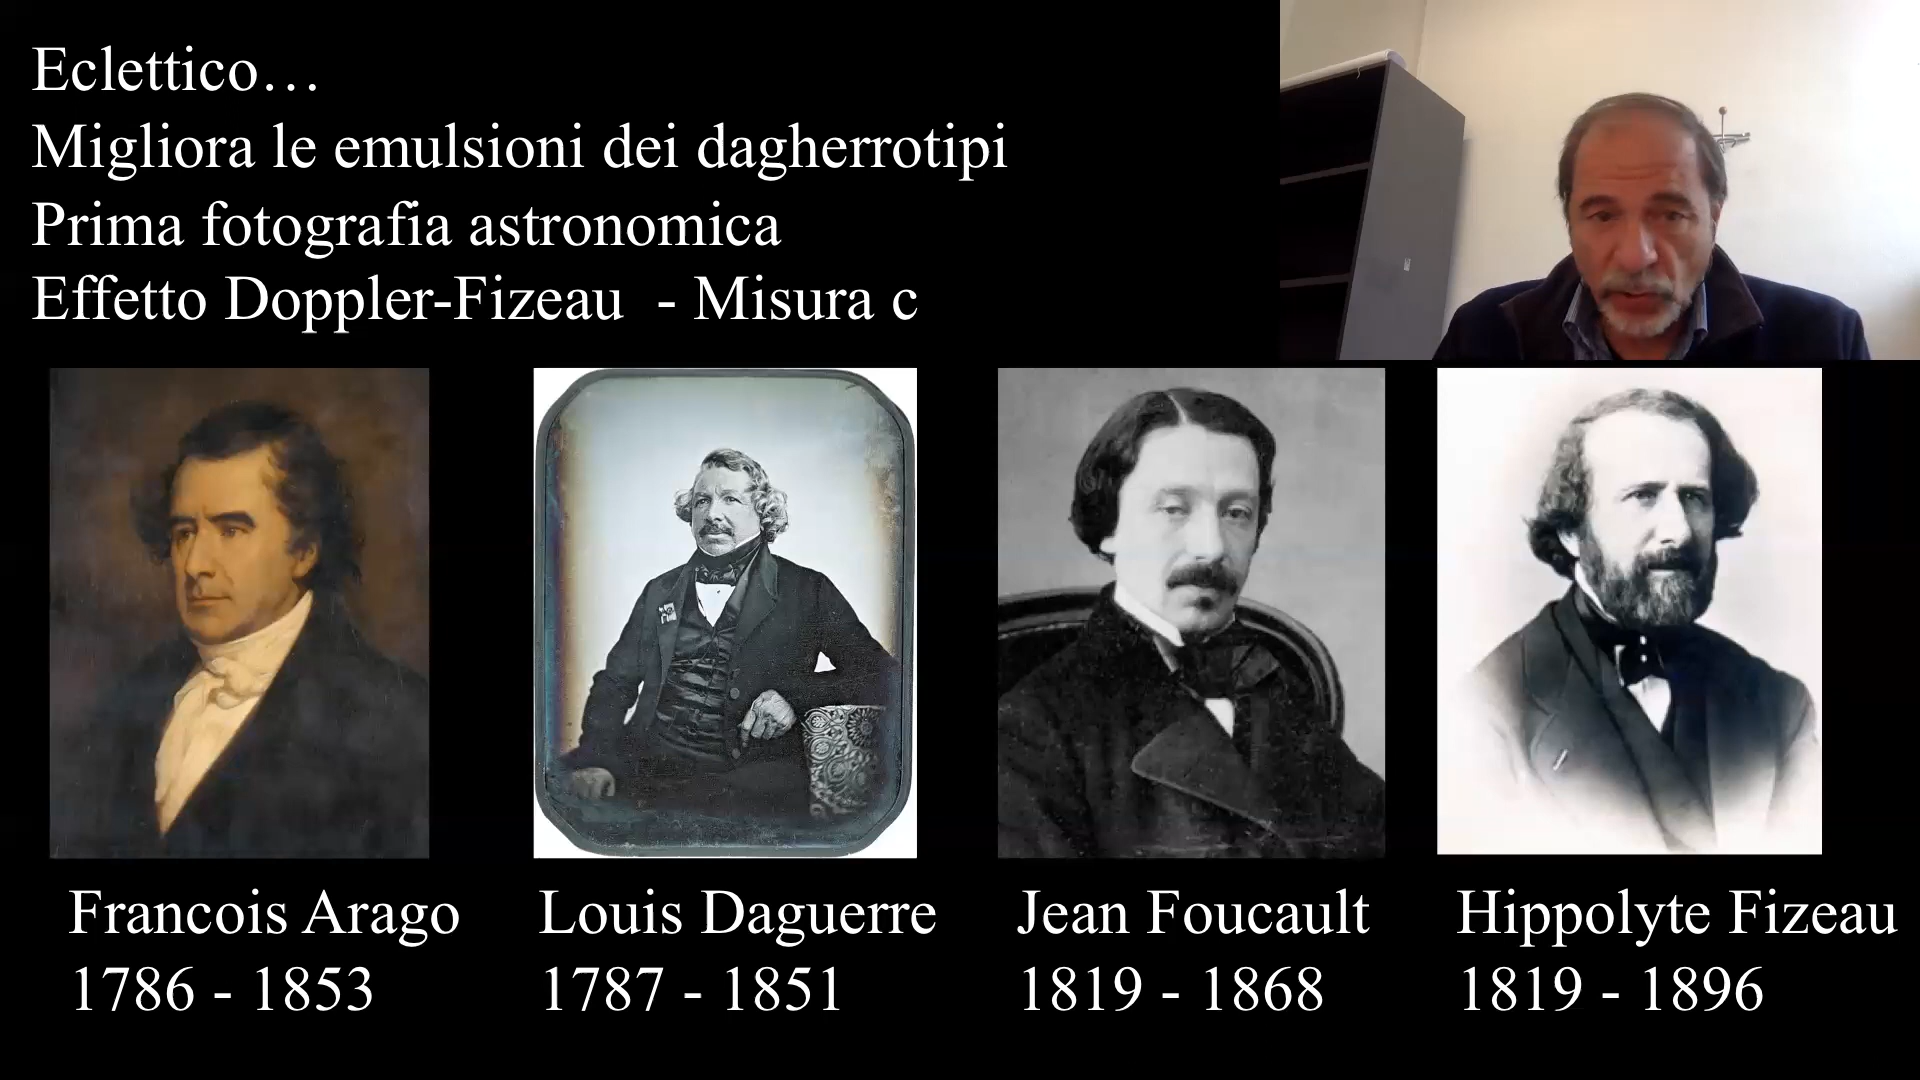 Eclettico…
Migliora le emulsioni dei dagherrotipi
Prima fotografia astronomica
Effetto Doppler-Fizeau - Misura c
Francois Arago
1786 - 1853
Louis Daguerre
1787 - 1851
Jean Foucault
1819 - 1868
Hippolyte Fizeau
1819 - 1896